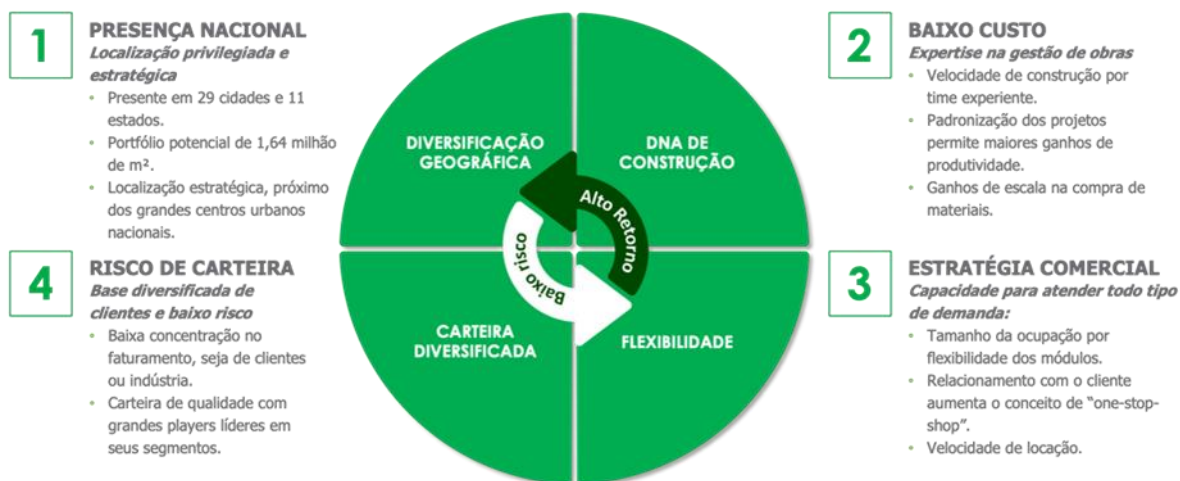 1
PRESENÇA NACIONAL
Localização privilegiada e
estratégica
• Presente em 29 cidades e 11
estados.
• Portfólio potencial de 1,64 milhão
de m².
• Localização estratégica, próximo
dos grandes centros urbanos
nacionais.
2
BAIXO CUSTO
Expertise na gestão de obras
• Velocidade de construção por
time experiente.
• Padronização dos projetos
permite maiores ganhos de
produtividade.
• Ganhos de escala na compra de
materiais.
DIVERSIFICAÇÃO
GEOGRÁFICA
DNA DE
CONSTRUÇÃO
Alto Retorno
Baixo risco
CARTEIRA
DIVERSIFICADA
FLEXIBILIDADE
4
RISCO DE CARTEIRA
Base diversificada de
clientes e baixo risco
• Baixa concentração no
faturamento, seja de clientes
ou indústria.
• Carteira de qualidade com
grandes players líderes em
seus segmentos.
3
ESTRATÉGIA COMERCIAL
Capacidade para atender todo tipo
de demanda:
• Tamanho da ocupação por
flexibilidade dos módulos.
• Relacionamento com o cliente
aumenta o conceito de “one-stop-
shop”.
• Velocidade de locação.